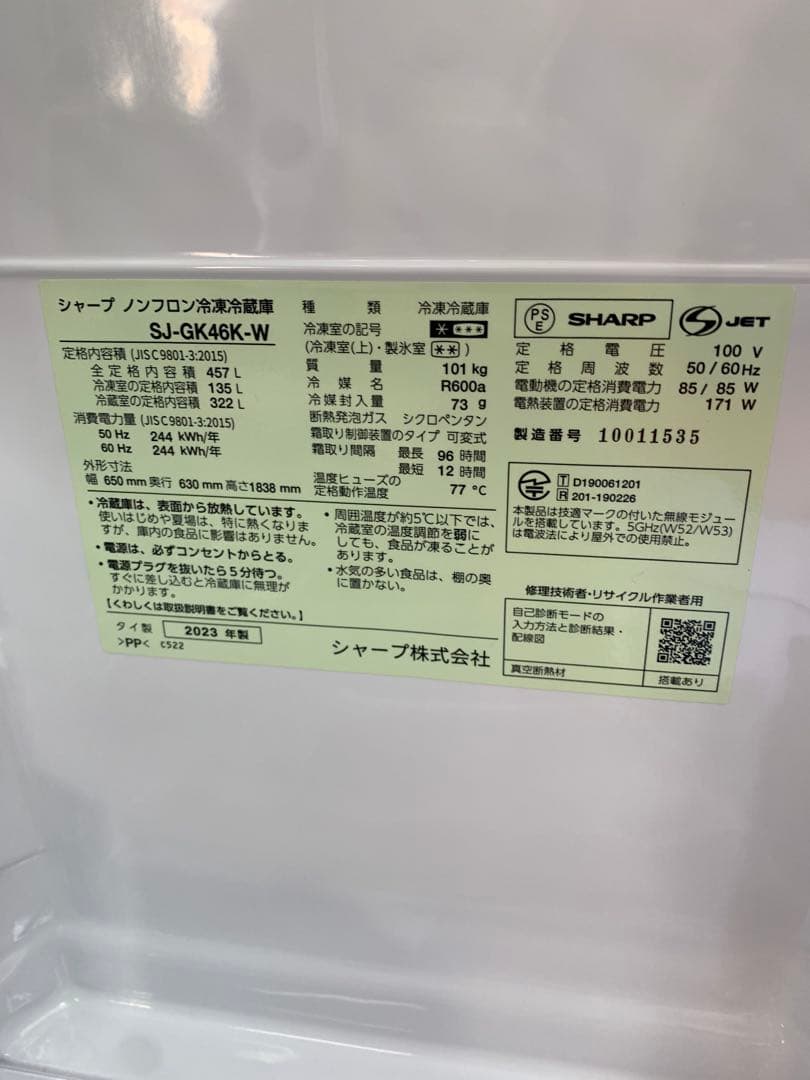 シャープ ノンフロン冷凍冷蔵庫
SJ-GK46K-W
定格内容積 (JISC9801-3:2015)
全定格内容積 457 L
冷凍室の定格内容積 135 L
冷蔵室の定格内容積 322 L
消費電力量 (JISC9801-3:2015)
50 Hz 244 kWh/年
60 Hz 244 kWh/年
外形寸法
幅 650 mm 奥行 630 mm 高さ1838 mm
種類 冷凍冷蔵庫
冷凍室の記号
(冷凍室(上)・製氷室 ** )
質量 101 kg
冷媒名 R600a
冷媒封入量 73 g
断熱発泡ガス シクロペンタン
霜取り制御装置のタイプ 可変式
霜取り間隔 最長 96 時間
最短 12 時間
温度ヒューズの
定格動作温度 77 ℃
・冷蔵庫は、表面から放熱しています。
使いはじめや夏場は、特に熱くなりま
すが、庫内の食品に影響はありません。
・電源は、必ずコンセントからとる。
・電源プラグを抜いたら5分待つ。
すぐに差し込むと冷蔵庫に無理が
かかります。
【くわしくは取扱説明書をご覧ください。】
・周囲温度が約5℃以下では、
冷蔵室の温度調節を弱に
しても、食品が凍ることが
あります。
・水気の多い食品は、棚の奥
に置かない。
タイ製 2023 年製
>PP< C522
シャープ株式会社
PS
E
SHARP
S JET
定格電圧 100 V
定格周波数 50/60Hz
電動機の定格消費電力 85/85 W
電熱装置の定格消費電力 171 W
製造番号 10011535
T D190061201
R 201-190226
本製品は技適マークの付いた無線モジュー
ルを搭載しています。5GHz(W52/W53)
は電波法により屋外での使用禁止。
修理技術者・リサイクル作業者用
自己診断モードの
入力方法と診断結果・
配線図
真空断熱材 搭載あり